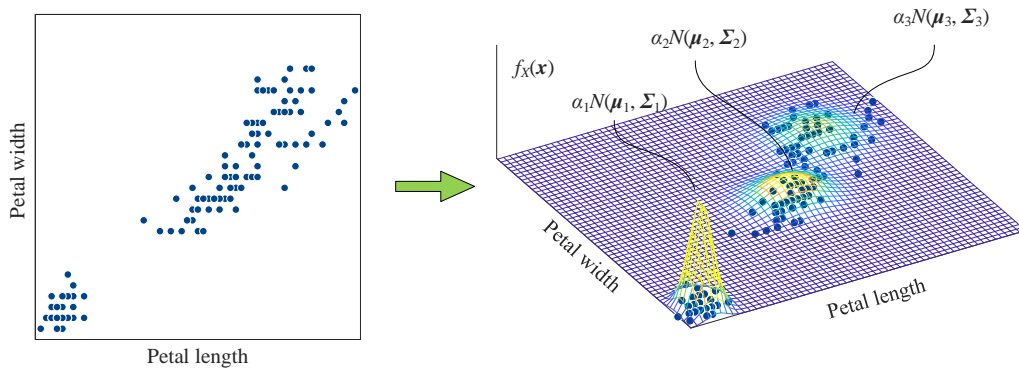 Petal width
Petal length
f_X(x)
α₁N(μ₁, Σ₁)
α₂N(μ₂, Σ₂)
α₃N(μ₃, Σ₃)
Petal width
Petal length